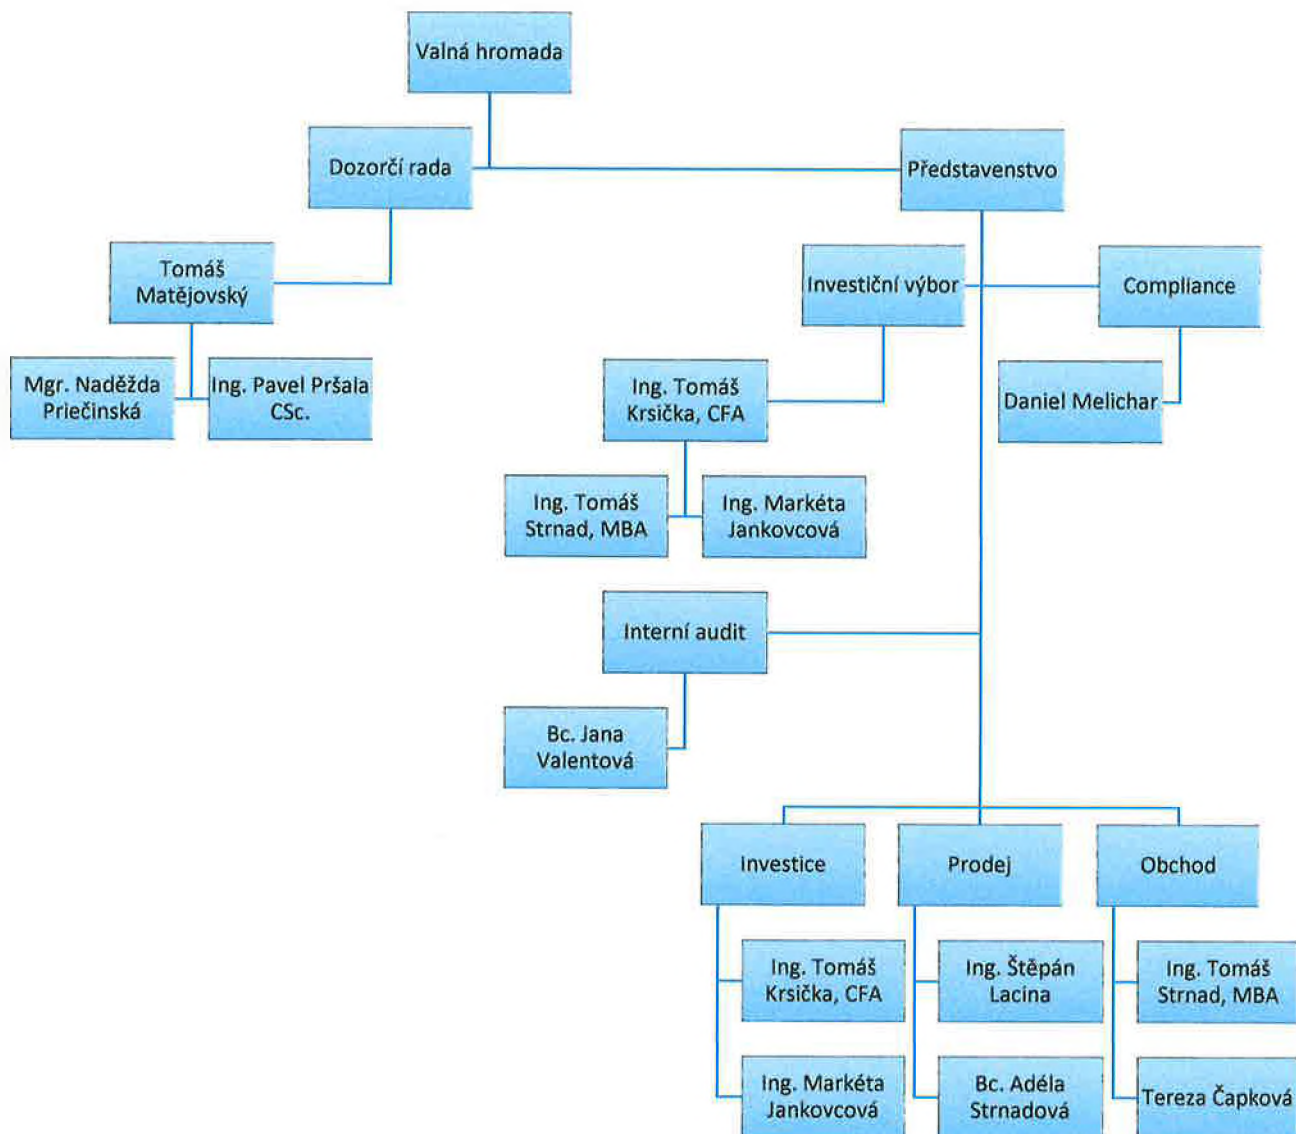 Valná hromada
Dozorčí rada
Představenstvo
Tomáš
Matějovský
Investiční výbor
Compliance
Mgr. Naděžda
Priečinská
Ing. Pavel Pršala
CSc.
Ing. Tomáš
Krsička, CFA
Daniel Melichar
Ing. Tomáš
Strnad, MBA
Ing. Markéta
Jankovcová
Interní audit
Bc. Jana
Valentová
Investice
Prodej
Obchod
Ing. Tomáš
Krsička, CFA
Ing. Štěpán
Lacina
Ing. Tomáš
Strnad, MBA
Ing. Markéta
Jankovcová
Bc. Adéla
Strnadová
Tereza Čapková